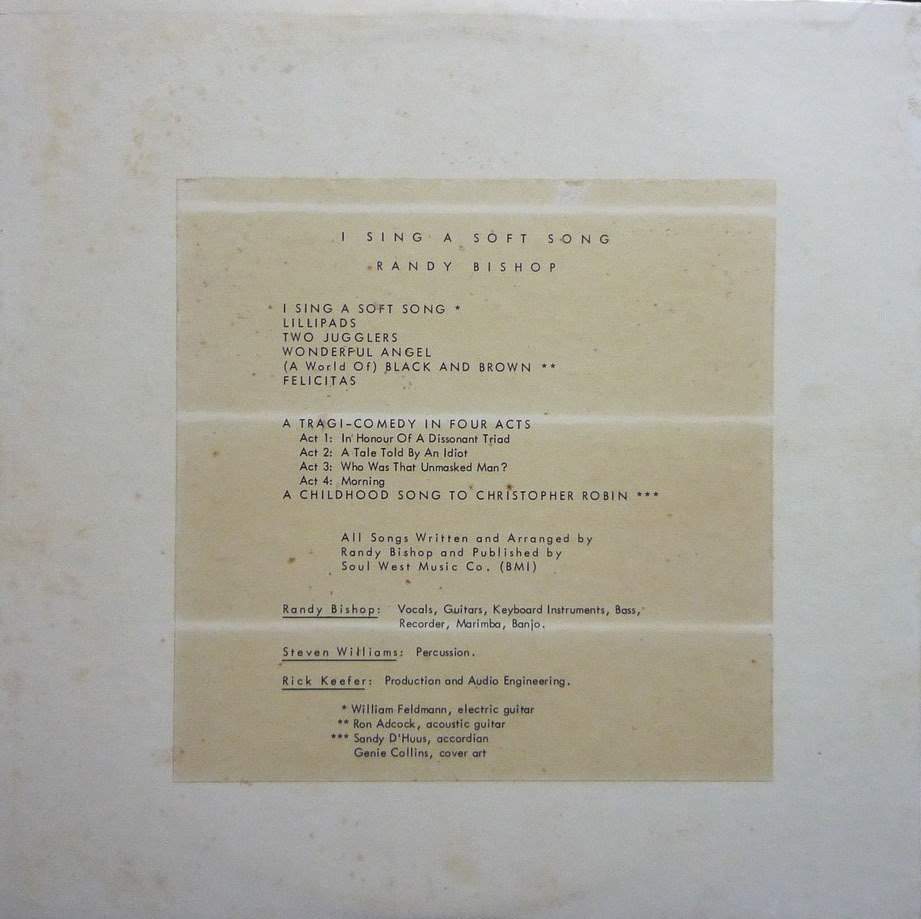 I SING A SOFT SONG
RANDY BISHOP
I SING A SOFT SONG *
LILLIPADS
TWO JUGGLERS
WONDERFUL ANGEL
(A World Of) BLACK AND BROWN **
FELICITAS
A TRAGI-COMEDY IN FOUR ACTS
Act 1: In Honour Of A Dissonant Triad
Act 2: A Tale Told By An Idiot
Act 3: Who Was That Unmasked Man?
Act 4: Morning
A CHILDHOOD SONG TO CHRISTOPHER ROBIN ***
All Songs Written and Arranged by
Randy Bishop and Published by
Soul West Music Co. (BMI)
Randy Bishop: Vocals, Guitars, Keyboard Instruments, Bass,
Recorder, Marimba, Banjo.
Steven Williams: Percussion.
Rick Keefer: Production and Audio Engineering.
* William Feldmann, electric guitar
** Ron Adcock, acoustic guitar
*** Sandy D'Huus, accordian
Genie Collins, cover art